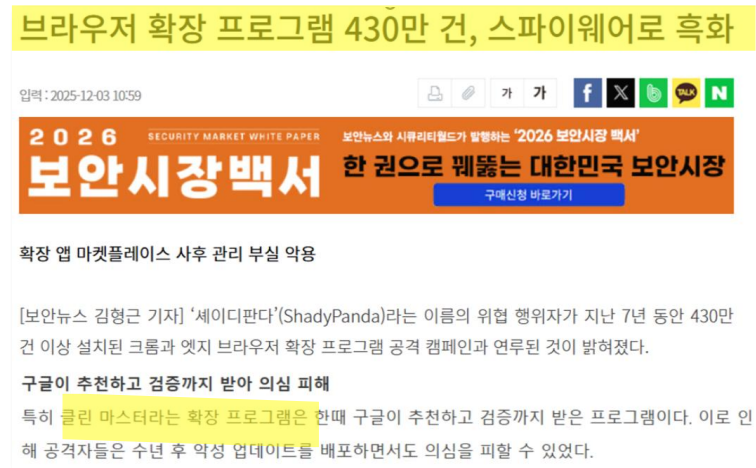 브라우저 확장 프로그램 430만 건, 스파이웨어로 흑화
입력 : 2025-12-03 10:59
가 가 f X TALK N
2026 SECURITY MARKET WHITE PAPER 보안뉴스와 시큐리티월드가 발행하는 '2026 보안시장 백서'
보안시장백서 한 권으로 꿰뚫는 대한민국 보안시장
구매신청 바로가기
확장 앱 마켓플레이스 사후 관리 부실 악용
[보안뉴스 김형근 기자] ‘셰이디판다’(ShadyPanda)라는 이름의 위협 행위자가 지난 7년 동안 430만
건 이상 설치된 크롬과 엣지 브라우저 확장 프로그램 공격 캠페인과 연루된 것이 밝혀졌다.
구글이 추천하고 검증까지 받아 의심 피해
특히 클린 마스터라는 확장 프로그램은 한때 구글이 추천하고 검증까지 받은 프로그램이다. 이로 인
해 공격자들은 수년 후 악성 업데이트를 배포하면서도 의심을 피할 수 있었다.